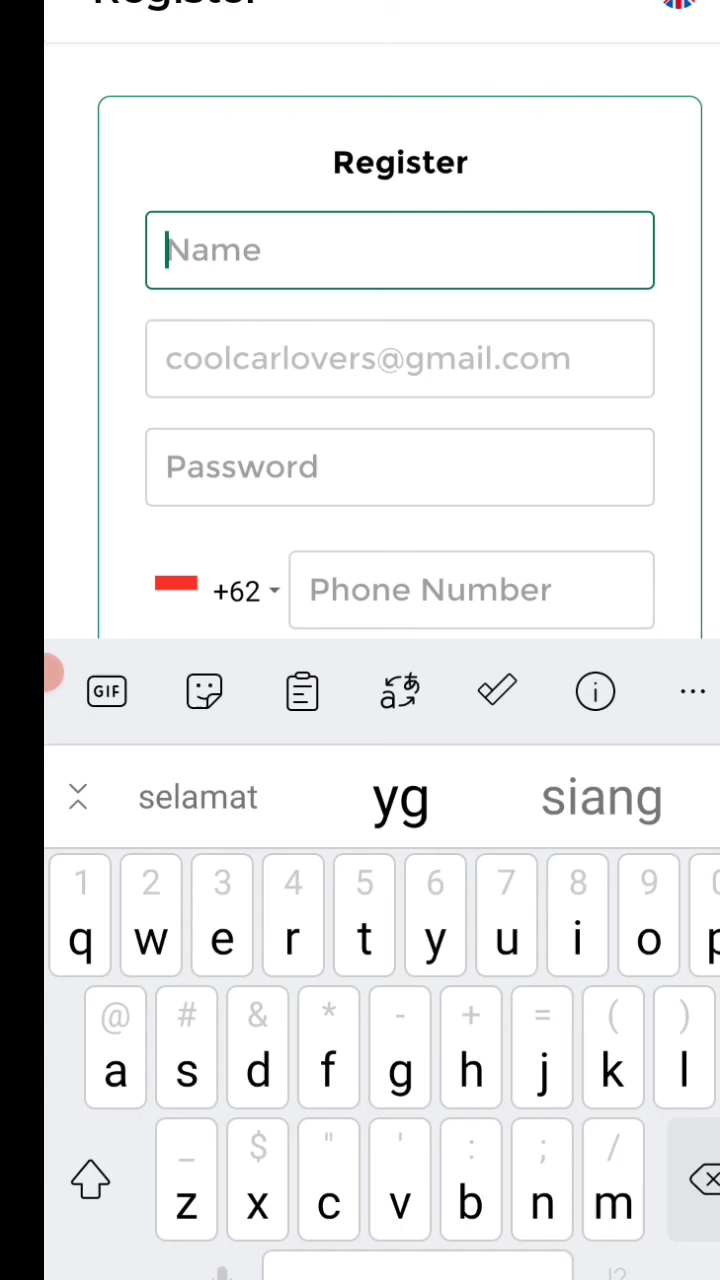 Register
Register
Name
coolcarlovers@gmail.com
Password
+62 Phone Number
GIF
selamat yg siang
1 2 3 4 5 6 7 8 9
q w e r t y u i o p
@ # & * - + = ( )
a s d f g h j k l
_ $ " ' : ; /
z x c v b n m
!?